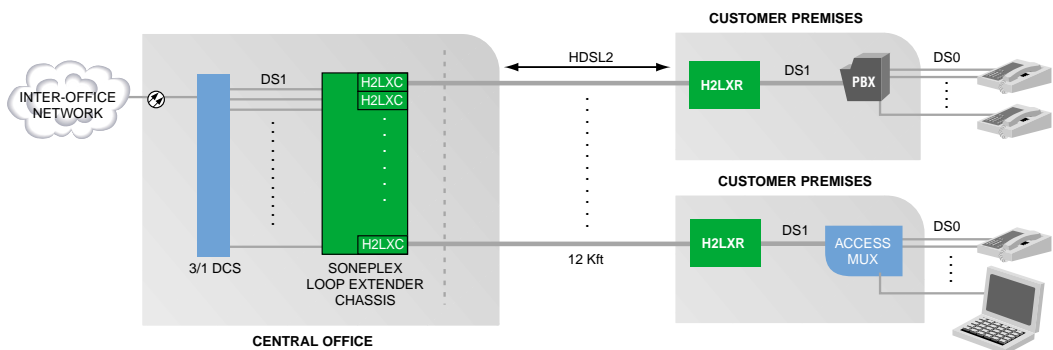 INTER-OFFICE
NETWORK
3/1 DCS
DS1
H2LXC
H2LXC
H2LXC
SONEPLEX
LOOP EXTENDER
CHASSIS
CENTRAL OFFICE
HDSL2
12 Kft
CUSTOMER PREMISES
H2LXR
DS1
PBX
DS0
CUSTOMER PREMISES
H2LXR
DS1
ACCESS
MUX
DS0